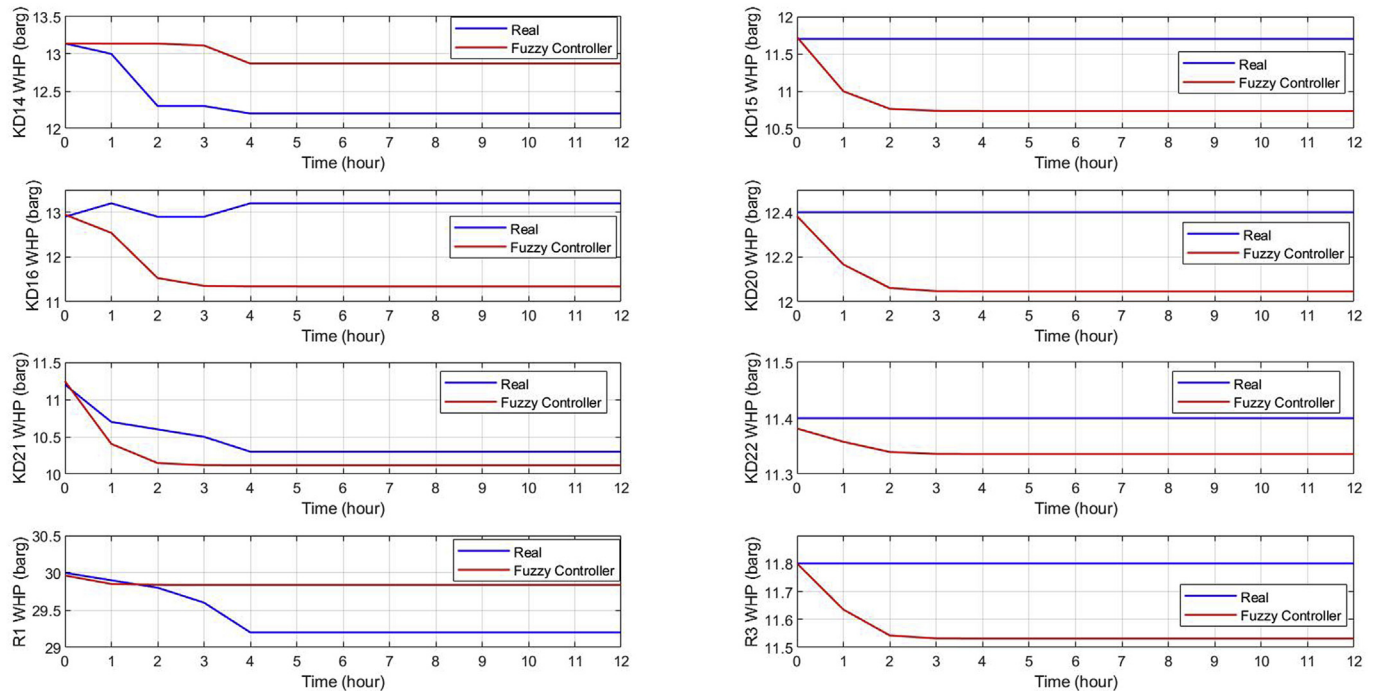 KD14 WHP (barg)
13.5
13
12.5
12
Real
Fuzzy Controller
0 1 2 3 4 5 6 7 8 9 10 11 12
Time (hour)
KD15 WHP (barg)
12
11.5
11
10.5
Real
Fuzzy Controller
0 1 2 3 4 5 6 7 8 9 10 11 12
Time (hour)
KD16 WHP (barg)
13
12
11
Real
Fuzzy Controller
0 1 2 3 4 5 6 7 8 9 10 11 12
Time (hour)
KD20 WHP (barg)
12.4
12.2
12
Real
Fuzzy Controller
0 1 2 3 4 5 6 7 8 9 10 11 12
Time (hour)
KD21 WHP (barg)
11.5
11
10.5
10
Real
Fuzzy Controller
0 1 2 3 4 5 6 7 8 9 10 11 12
Time (hour)
KD22 WHP (barg)
11.5
11.4
11.3
Real
Fuzzy Controller
0 1 2 3 4 5 6 7 8 9 10 11 12
Time (hour)
R1 WHP (barg)
30.5
30
29.5
29
Real
Fuzzy Controller
0 1 2 3 4 5 6 7 8 9 10 11 12
Time (hour)
R3 WHP (barg)
11.8
11.7
11.6
11.5
Real
Fuzzy Controller
0 1 2 3 4 5 6 7 8 9 10 11 12
Time (hour)